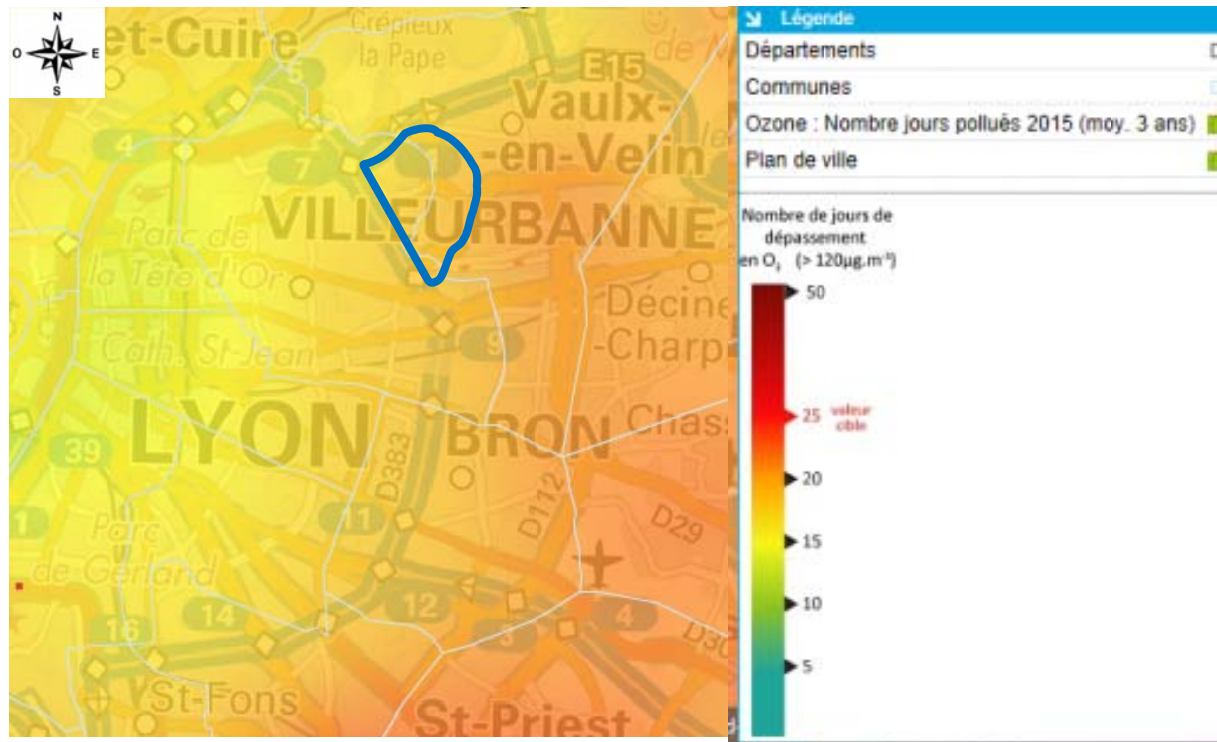 N
O
E
S
et-Cuire
Crépieux
la Pape
de M
5
E15
4
Vaulx-
-en-Velin
7
VILLEURBANNE
Parc de
la Tête d'Or
Décine
-Charp
9
Cath. St-Jean
LYON
BRON
Chass
39
D383
D112
D29
11
1
Parc
de Gerland
14
12
4
16
3
D30
St-Fons
St-Priest
Légende
Départements
Communes
Ozone : Nombre jours pollués 2015 (moy. 3 ans)
Plan de ville
Nombre de jours de
dépassement
en O₃ (> 120µg.m⁻³)
50
25 valeur
cible
20
15
10
5